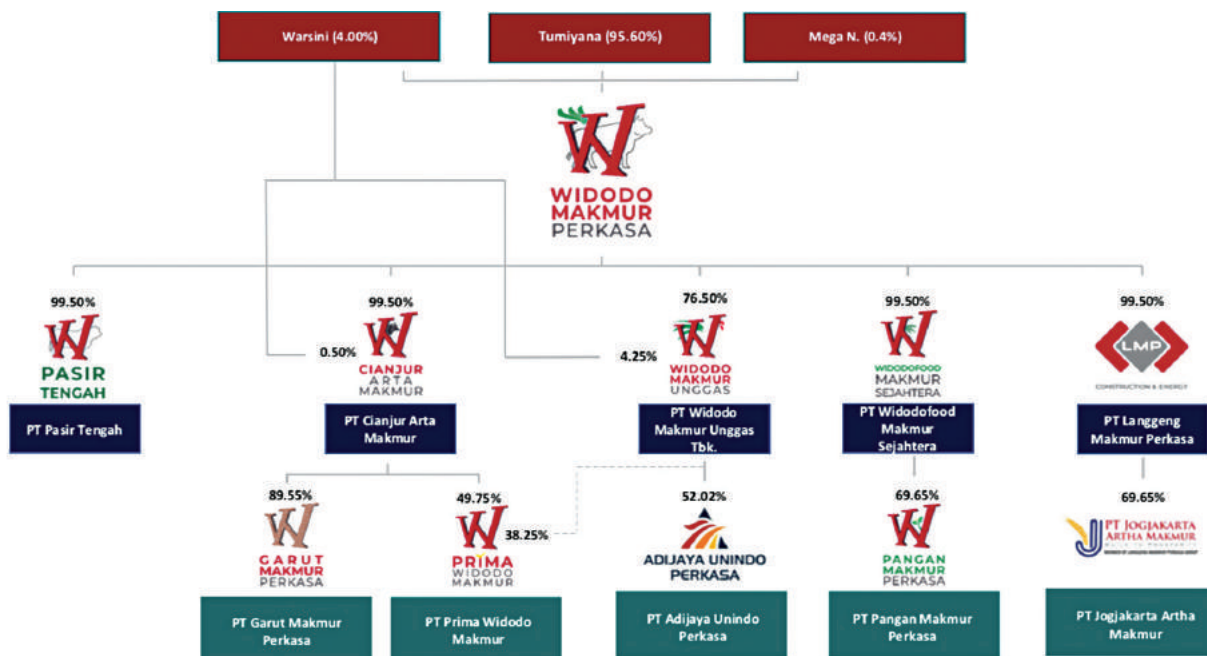 Warsini (4.00%)
Tumiyana (95.60%)
Mega N. (0.4%)
W
WIDODO
MAKMUR
PERKASA
99.50%
99.50%
76.50%
99.50%
99.50%
0.50%
4.25%
W
PASIR
TENGAH
W
CIANJUR
ARTA
MAKMUR
W
WIDODO
MAKMUR
UNGGAS
W
WIDODOFOOD
MAKMUR
SEJAHTERA
LMP
CONSTRUCTION & ENERGY
PT Pasir Tengah
PT Cianjur Arta
Makmur
PT Widodo
Makmur Unggas
Tbk.
PT Widodofood
Makmur
Sejahtera
PT Langgeng
Makmur Perkasa
89.55%
49.75%
38.25%
52.02%
69.65%
69.65%
W
GARUT
MAKMUR
PERKASA
W
PRIMA
WIDODO
MAKMUR
ADIJAYA UNINDO
PERKASA
W
PANGAN
MAKMUR
PERKASA
PT JOGJAKARTA
ARTHA MAKMUR
PT Garut Makmur
Perkasa
PT Prima Widodo
Makmur
PT Adijaya Unindo
Perkasa
PT Pangan Makmur
Perkasa
PT Jogjakarta Artha
Makmur